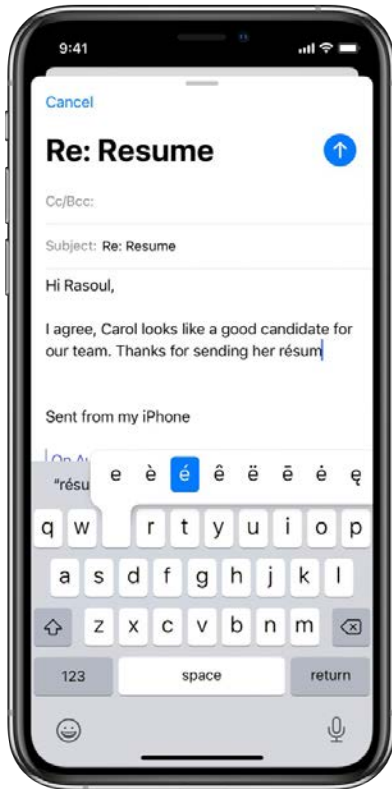 9:41
Cancel
Re: Resume
Cc/Bcc:
Subject: Re: Resume
Hi Rasoul,
I agree, Carol looks like a good candidate for
our team. Thanks for sending her résum
Sent from my iPhone
On
"résu
e è é ê ë ē ė ę
q w r t y u i o p
a s d f g h j k l
z x c v b n m
123 space return